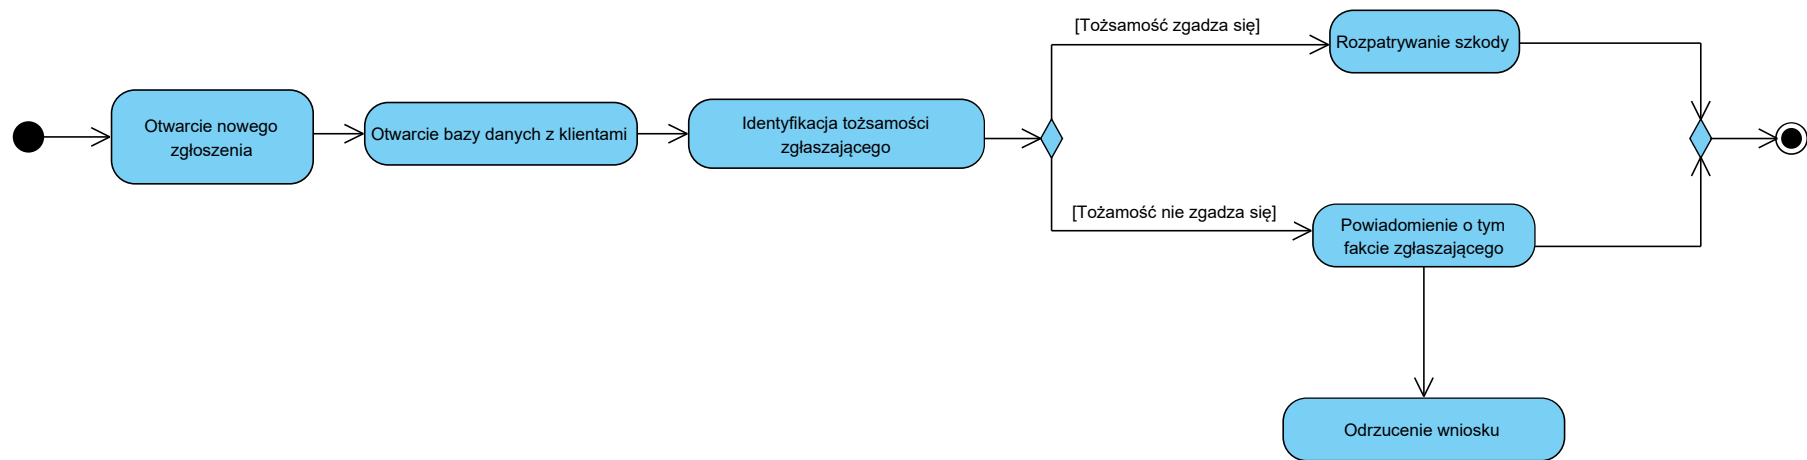 [Tożsamość zgadza się]
Rozpatrywanie szkody
Otwarcie nowego
zgłoszenia
Otwarcie bazy danych z klientami
Identyfikacja tożsamości
zgłaszającego
[Tożamość nie zgadza się]
Powiadomienie o tym
fakcie zgłaszającego
Odrzucenie wniosku